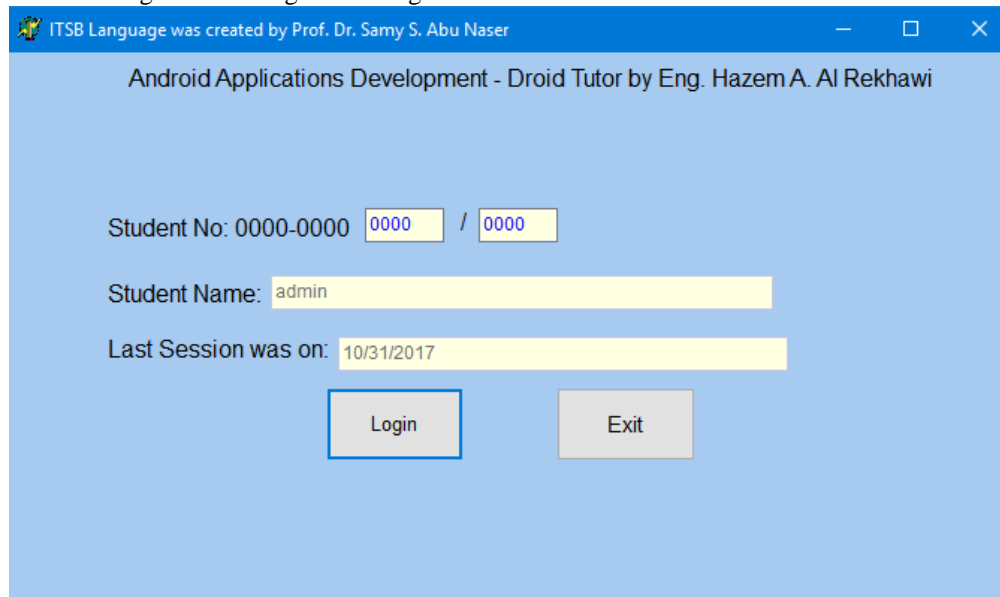 ITSB Language was created by Prof. Dr. Samy S. Abu Naser
Android Applications Development - Droid Tutor by Eng. Hazem A. Al Rekhawi
Student No: 0000-0000 0000 / 0000
Student Name: admin
Last Session was on: 10/31/2017
Login Exit